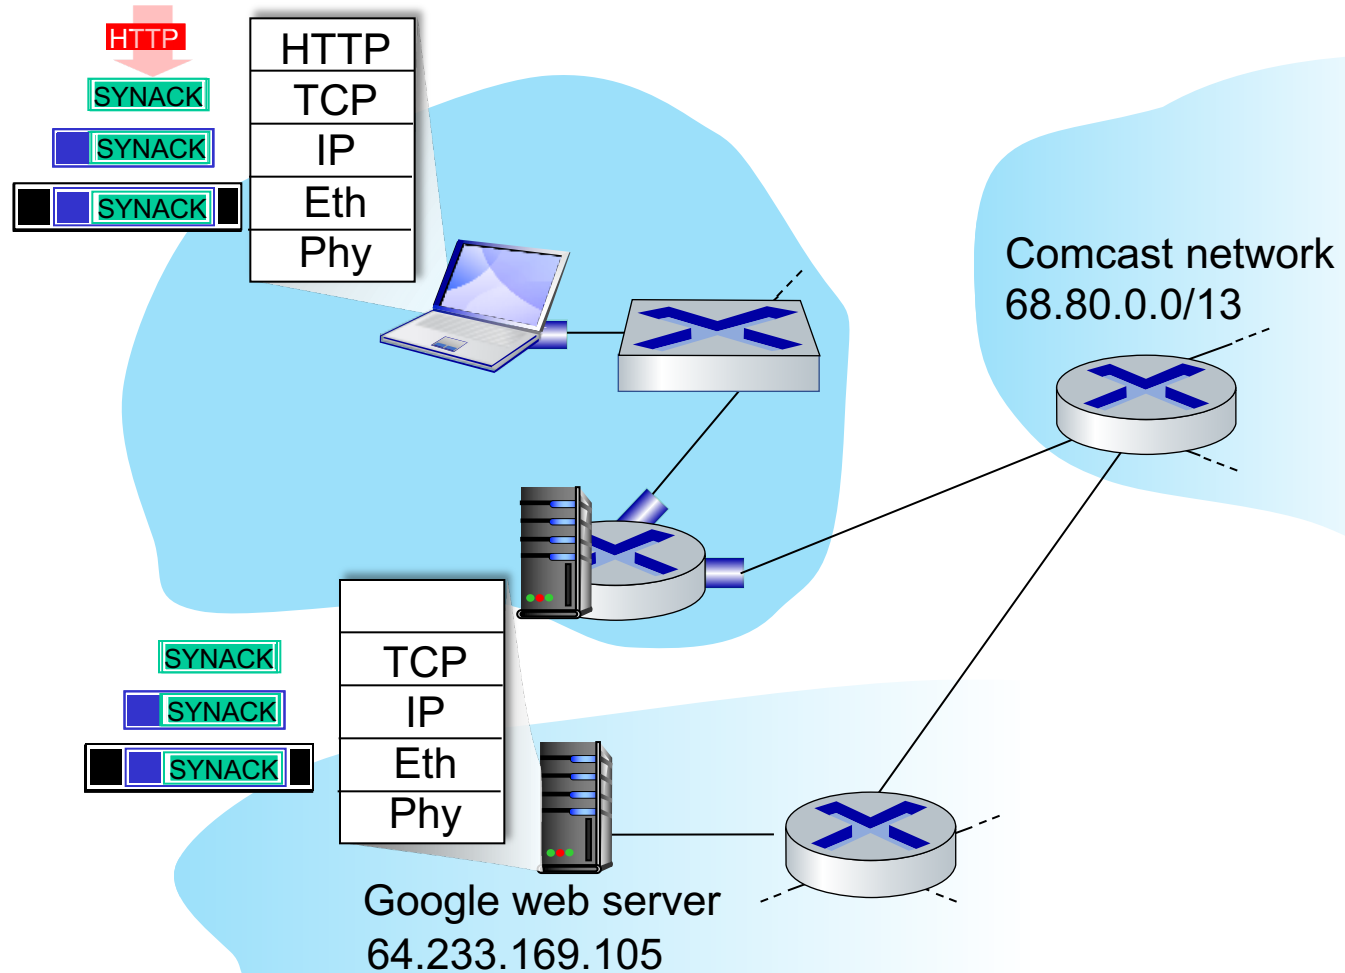 HTTP
SYNACK
SYNACK
SYNACK
HTTP
TCP
IP
Eth
Phy
Comcast network
68.80.0.0/13
SYNACK
SYNACK
SYNACK
TCP
IP
Eth
Phy
Google web server
64.233.169.105